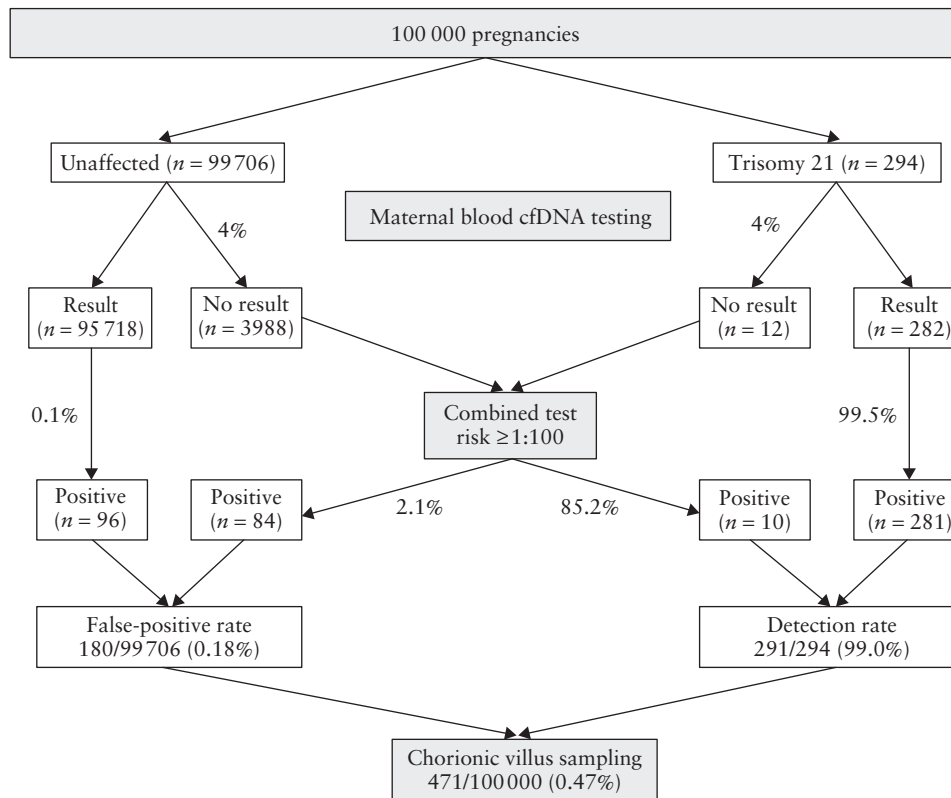 100 000 pregnancies
Unaffected (n = 99 706)
Trisomy 21 (n = 294)
Maternal blood cfDNA testing
4%
4%
Result
(n = 95 718)
No result
(n = 3988)
No result
(n = 12)
Result
(n = 282)
0.1%
Combined test
risk ≥1:100
99.5%
Positive
(n = 96)
Positive
(n = 84)
2.1%
85.2%
Positive
(n = 10)
Positive
(n = 281)
False-positive rate
180/99 706 (0.18%)
Detection rate
291/294 (99.0%)
Chorionic villus sampling
471/100 000 (0.47%)